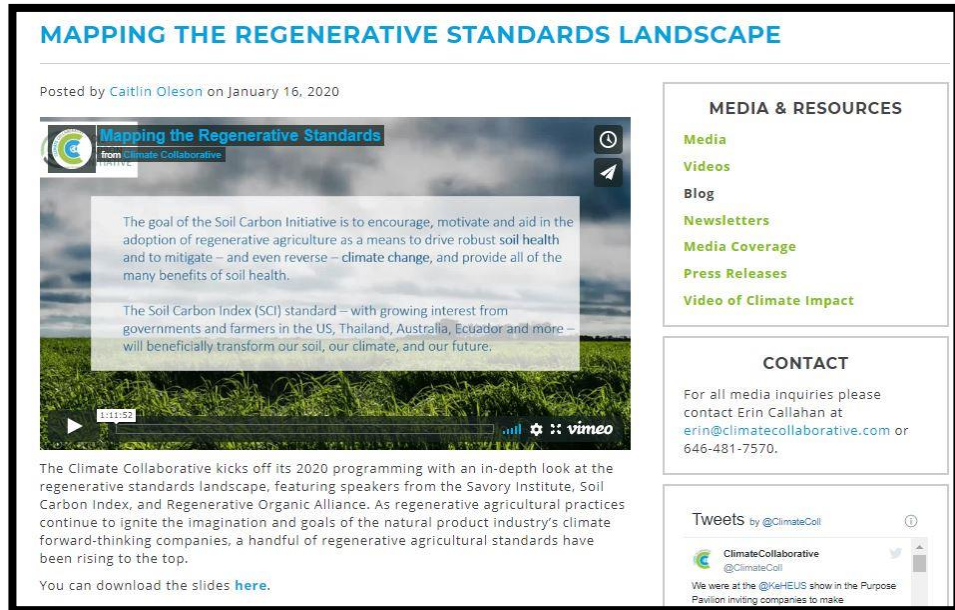 MAPPING THE REGENERATIVE STANDARDS LANDSCAPE
Posted by Caitlin Oleson on January 16, 2020
Mapping the Regenerative Standards
from Climate Collaborative
The goal of the Soil Carbon Initiative is to encourage, motivate and aid in the
adoption of regenerative agriculture as a means to drive robust soil health
and to mitigate – and even reverse – climate change, and provide all of the
many benefits of soil health.
The Soil Carbon Index (SCI) standard – with growing interest from
governments and farmers in the US, Thailand, Australia, Ecuador and more –
will beneficially transform our soil, our climate, and our future.
1:11:52
vimeo
The Climate Collaborative kicks off its 2020 programming with an in-depth look at the
regenerative standards landscape, featuring speakers from the Savory Institute, Soil
Carbon Index, and Regenerative Organic Alliance. As regenerative agricultural practices
continue to ignite the imagination and goals of the natural product industry's climate
forward-thinking companies, a handful of regenerative agricultural standards have
been rising to the top.
You can download the slides here.
MEDIA & RESOURCES
Media
Videos
Blog
Newsletters
Media Coverage
Press Releases
Video of Climate Impact
CONTACT
For all media inquiries please
contact Erin Callahan at
erin@climatecollaborative.com or
646-481-7570.
Tweets by @ClimateColl
ClimateCollaborative
@ClimateColl
We were at the @KeHEUS show in the Purpose
Pavilion inviting companies to make